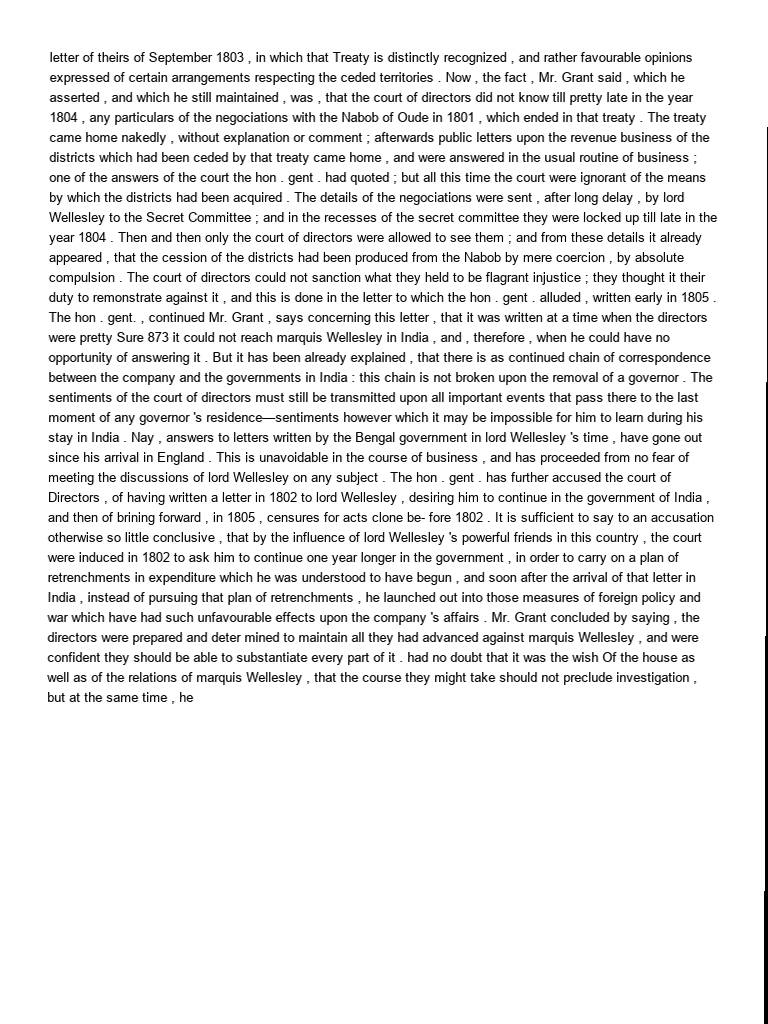 letter of theirs of September 1803 , in which that Treaty is distinctly recognized , and rather favourable opinions
expressed of certain arrangements respecting the ceded territories . Now , the fact , Mr. Grant said , which he
asserted , and which he still maintained , was , that the court of directors did not know till pretty late in the year
1804 , any particulars of the negociations with the Nabob of Oude in 1801 , which ended in that treaty . The treaty
came home nakedly , without explanation or comment ; afterwards public letters upon the revenue business of the
districts which had been ceded by that treaty came home , and were answered in the usual routine of business ;
one of the answers of the court the hon . gent . had quoted ; but all this time the court were ignorant of the means
by which the districts had been acquired . The details of the negociations were sent , after long delay , by lord
Wellesley to the Secret Committee ; and in the recesses of the secret committee they were locked up till late in the
year 1804 . Then and then only the court of directors were allowed to see them ; and from these details it already
appeared , that the cession of the districts had been produced from the Nabob by mere coercion , by absolute
compulsion . The court of directors could not sanction what they held to be flagrant injustice ; they thought it their
duty to remonstrate against it , and this is done in the letter to which the hon . gent . alluded , written early in 1805 .
The hon . gent. , continued Mr. Grant , says concerning this letter , that it was written at a time when the directors
were pretty Sure 873 it could not reach marquis Wellesley in India , and , therefore , when he could have no
opportunity of answering it . But it has been already explained , that there is as continued chain of correspondence
between the company and the governments in India : this chain is not broken upon the removal of a governor . The
sentiments of the court of directors must still be transmitted upon all important events that pass there to the last
moment of any governor 's residence—sentiments however which it may be impossible for him to learn during his
stay in India . Nay , answers to letters written by the Bengal government in lord Wellesley 's time , have gone out
since his arrival in England . This is unavoidable in the course of business , and has proceeded from no fear of
meeting the discussions of lord Wellesley on any subject . The hon . gent . has further accused the court of
Directors , of having written a letter in 1802 to lord Wellesley , desiring him to continue in the government of India ,
and then of brining forward , in 1805 , censures for acts clone be- fore 1802 . It is sufficient to say to an accusation
otherwise so little conclusive , that by the influence of lord Wellesley 's powerful friends in this country , the court
were induced in 1802 to ask him to continue one year longer in the government , in order to carry on a plan of
retrenchments in expenditure which he was understood to have begun , and soon after the arrival of that letter in
India , instead of pursuing that plan of retrenchments , he launched out into those measures of foreign policy and
war which have had such unfavourable effects upon the company 's affairs . Mr. Grant concluded by saying , the
directors were prepared and deter mined to maintain all they had advanced against marquis Wellesley , and were
confident they should be able to substantiate every part of it . had no doubt that it was the wish Of the house as
well as of the relations of marquis Wellesley , that the course they might take should not preclude investigation ,
but at the same time , he